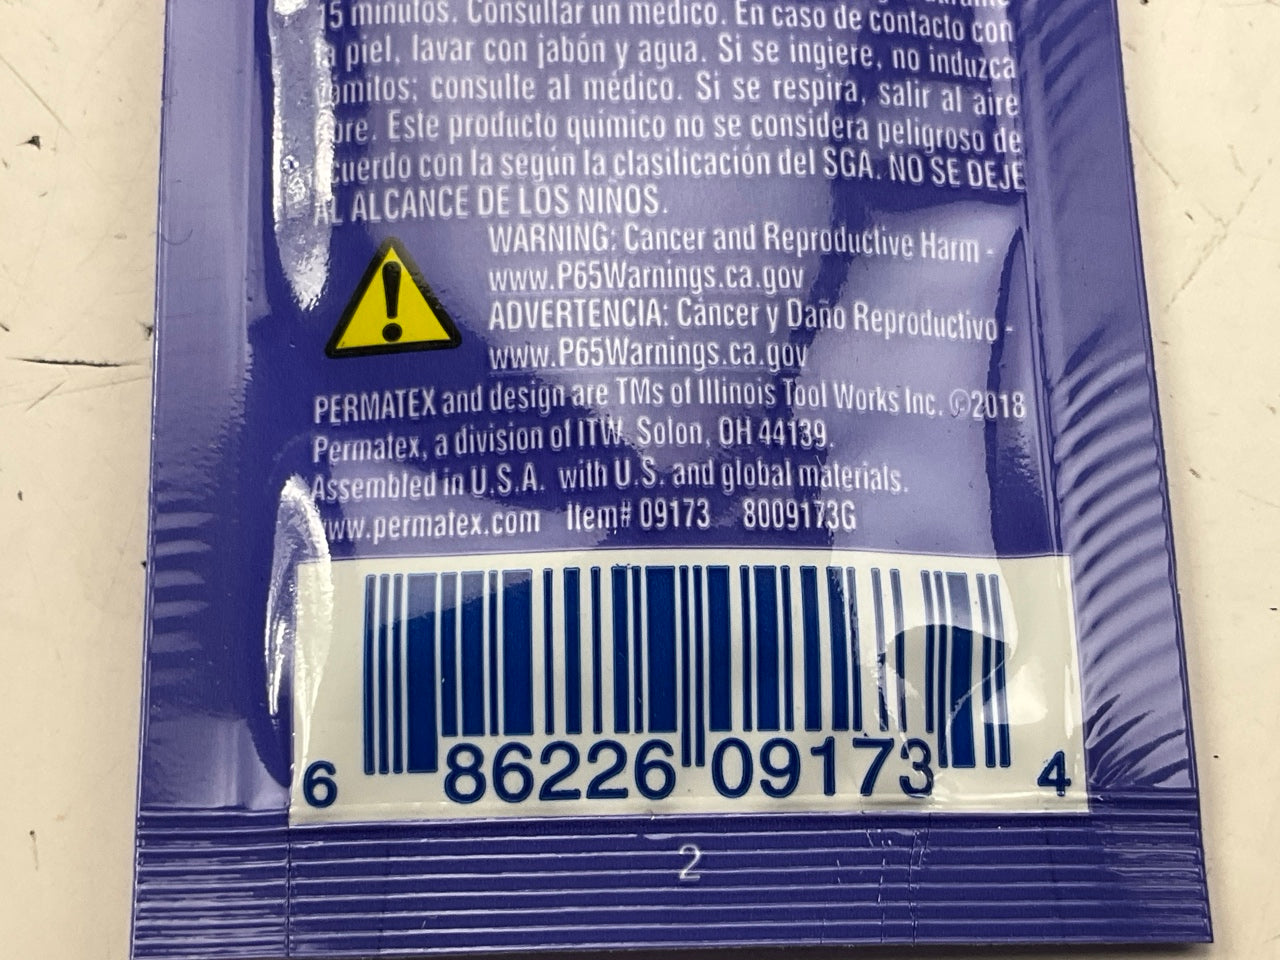 15 minutos. Consultar un médico. En caso de contacto con
piel, lavar con jabón y agua. Si se ingiere, no induzca
vómitos; consulte al médico. Si se respira, salir al aire
bre. Este producto químico no se considera peligroso de
cuerdo con la según la clasificación del SGA. NO SE DEJE
AL ALCANCE DE LOS NIÑOS.
WARNING: Cancer and Reproductive Harm -
www.P65Warnings.ca.gov
ADVERTENCIA: Cáncer y Daño Reproductivo -
www.P65Warnings.ca.gov
PERMATEX and design are TMs of Illinois Tool Works Inc. ©2018
Permatex, a division of ITW, Solon, OH 44139.
Assembled in U.S.A. with U.S. and global materials.
www.permatex.com Item# 09173 8009173G
6 86226 09173 4
2